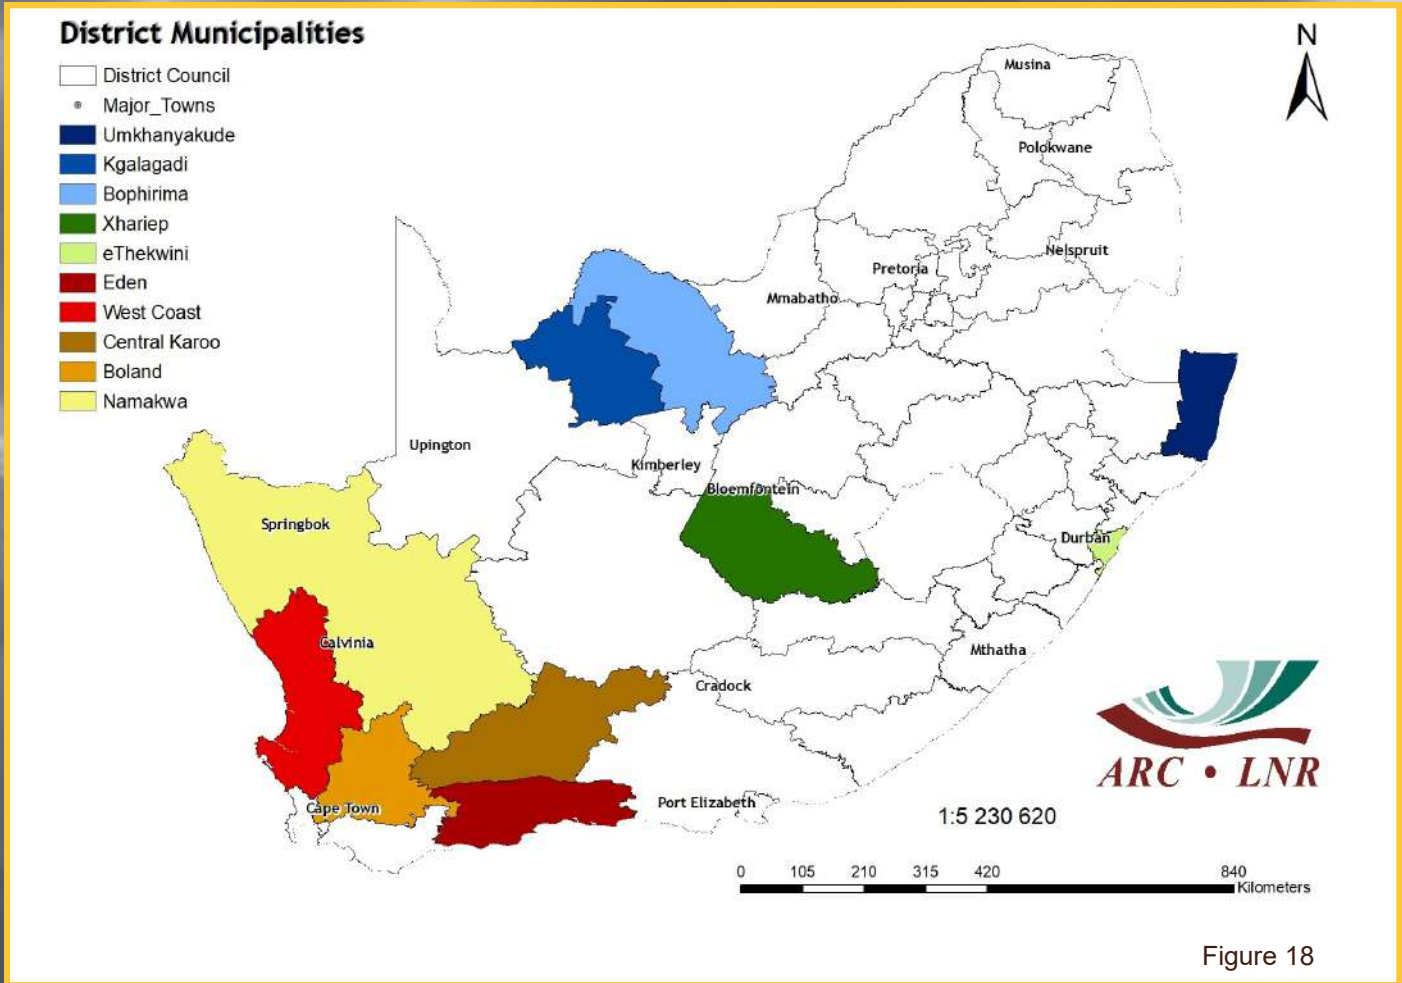 District Municipalities
District Council
Major_Towns
Umkhanyakude
Kgalagadi
Bophirima
Xhariep
eThekwini
Eden
West Coast
Central Karoo
Boland
Namakwa
N
Musina
Polokwane
Nelspruit
Pretoria
Mmabatho
Upington
Kimberley
Bloemfontein
Springbok
Durban
Calvinia
Mthatha
Cradock
Cape Town
Port Elizabeth
ARC • LNR
1:5 230 620
0 105 210 315 420 840
Kilometers
Figure 18